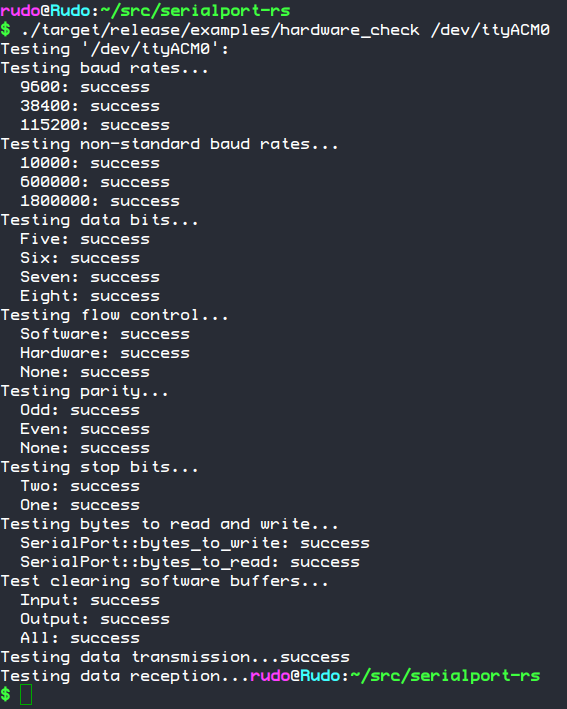 rudo@Rudo:~/src/serialport-rs
$ ./target/release/examples/hardware_check /dev/ttyACM0
Testing '/dev/ttyACM0':
Testing baud rates...
  9600: success
  38400: success
  115200: success
Testing non-standard baud rates...
  10000: success
  600000: success
  1800000: success
Testing data bits...
  Five: success
  Six: success
  Seven: success
  Eight: success
Testing flow control...
  Software: success
  Hardware: success
  None: success
Testing parity...
  Odd: success
  Even: success
  None: success
Testing stop bits...
  Two: success
  One: success
Testing bytes to read and write...
  SerialPort::bytes_to_write: success
  SerialPort::bytes_to_read: success
Test clearing software buffers...
  Input: success
  Output: success
  All: success
Testing data transmission...success
Testing data reception...rudo@Rudo:~/src/serialport-rs
$